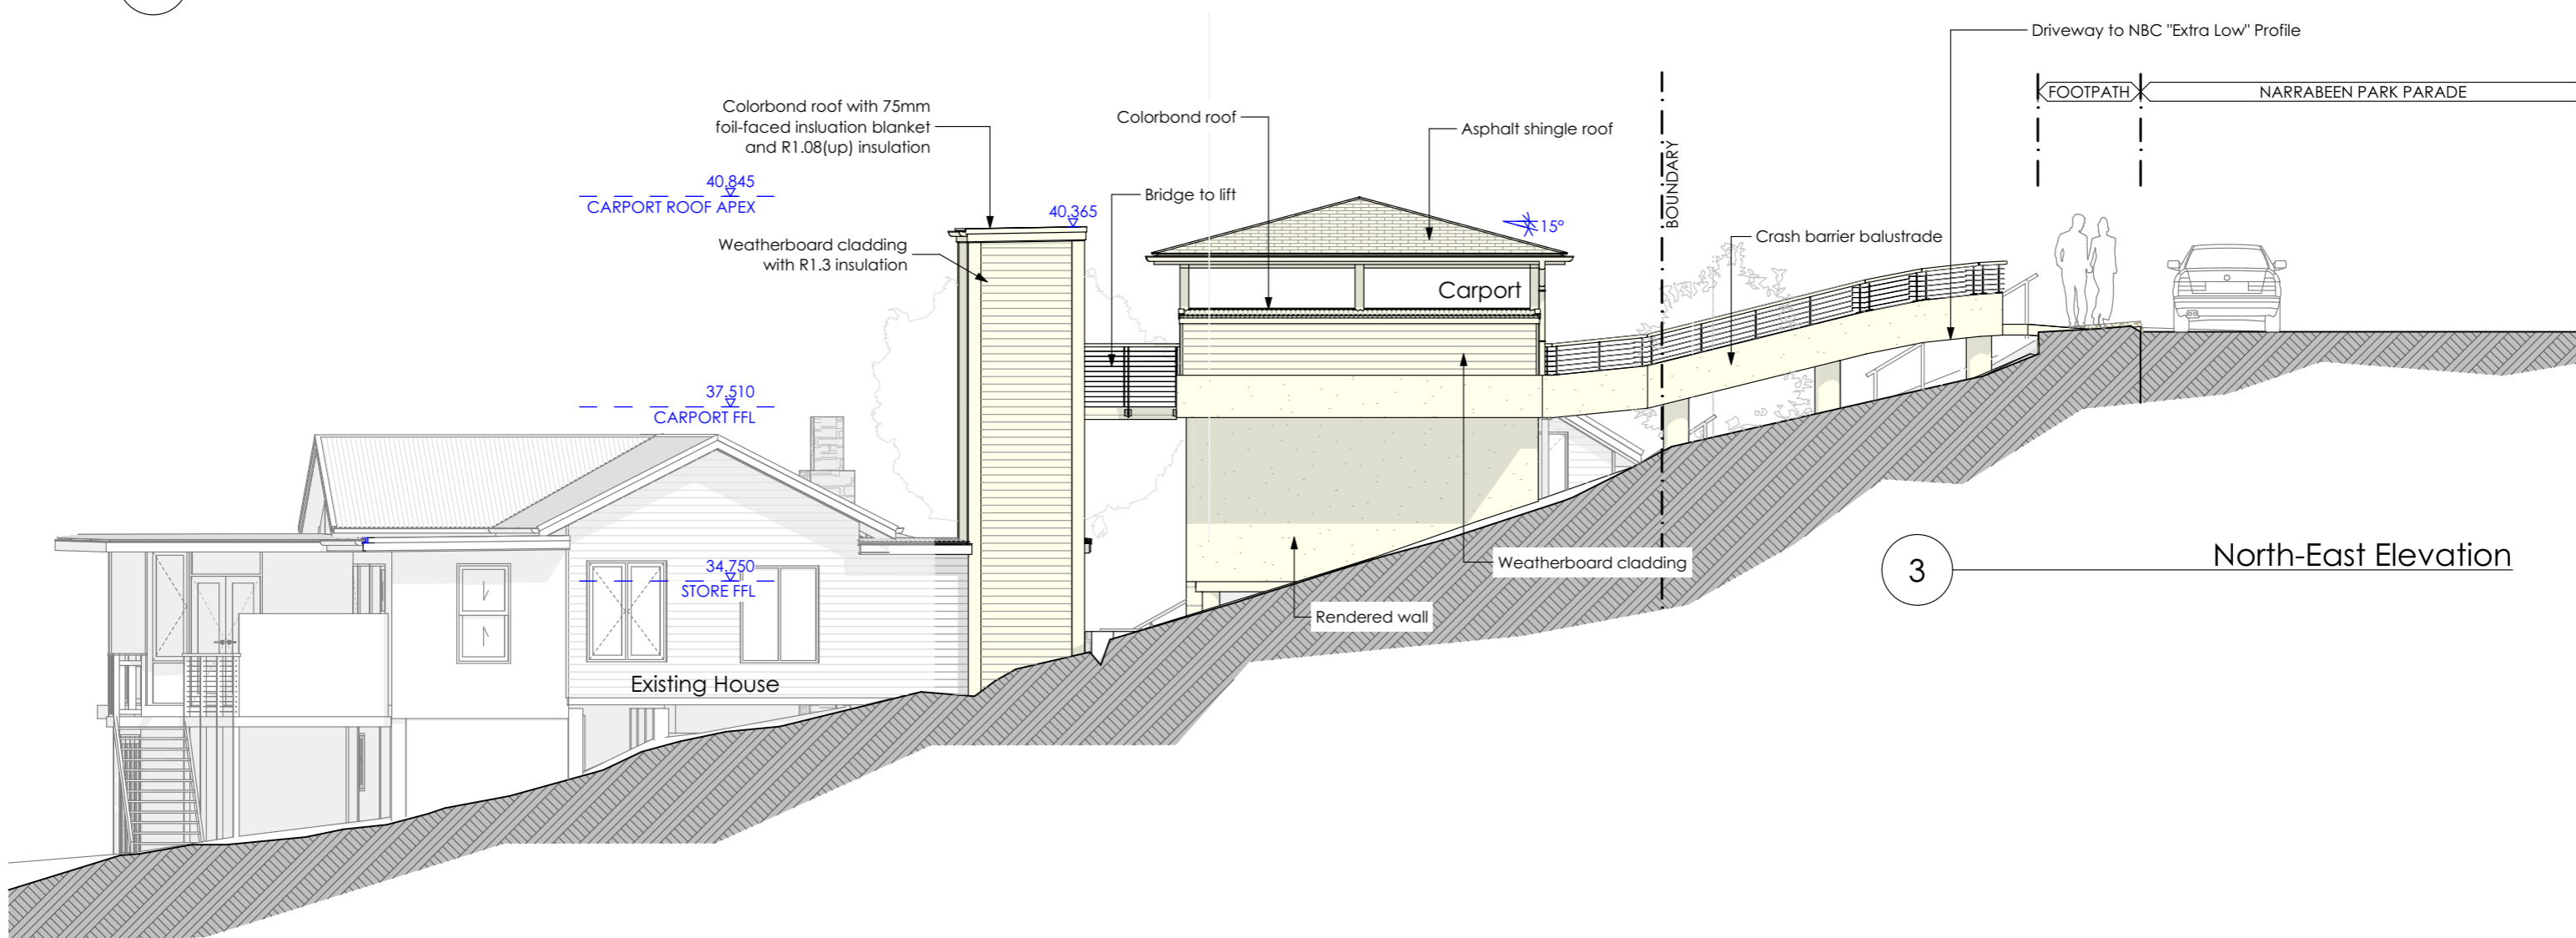 Driveway to NBC "Extra Low" Profile
FOOTPATH
NARRABEEN PARK PARADE
Colorbond roof with 75mm
foil-faced insluation blanket
and R1.08(up) insulation
Colorbond roof
Asphalt shingle roof
BOUNDARY
40.845
CARPORT ROOF APEX
Bridge to lift
40.365
15°
Weatherboard cladding
with R1.3 insulation
Crash barrier balustrade
Carport
37.510
CARPORT FFL
34.750
STORE FFL
Weatherboard cladding
3
North-East Elevation
Rendered wall
Existing House